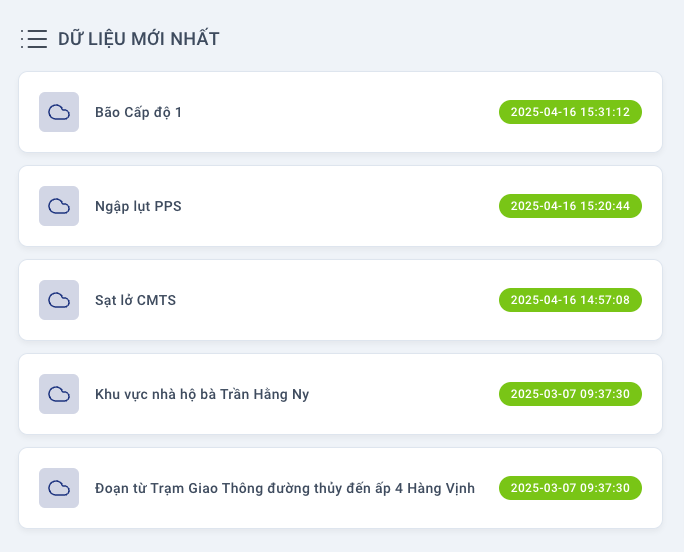 DỮ LIỆU MỚI NHẤT
Bão Cấp độ 1
2025-04-16 15:31:12
Ngập lụt PPS
2025-04-16 15:20:44
Sạt lở CMTS
2025-04-16 14:57:08
Khu vực nhà hộ bà Trần Hằng Ny
2025-03-07 09:37:30
Đoạn từ Trạm Giao Thông đường thủy đến ấp 4 Hàng Vịnh
2025-03-07 09:37:30